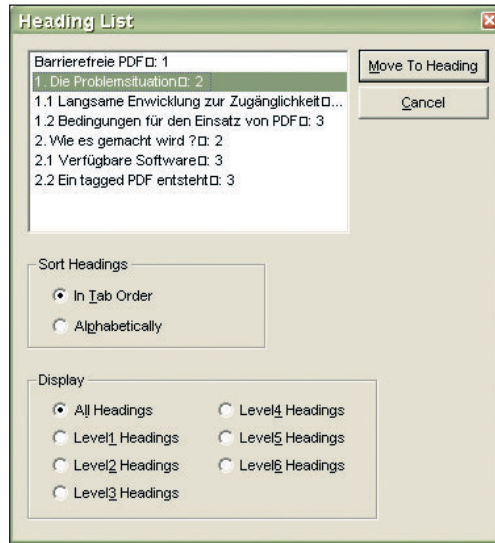 Heading List
Barrierefreie PDF□: 1
1. Die Problemsituation□: 2
1.1 Langsame Enwicklung zur Zugänglichkeit□...
1.2 Bedingungen für den Einsatz von PDF□: 3
2. Wie es gemacht wird ?□: 2
2.1 Verfügbare Software□: 3
2.2 Ein tagged PDF entsteht□: 3
Move To Heading
Cancel
Sort Headings
In Tab Order
Alphabetically
Display
All Headings
Level1 Headings
Level2 Headings
Level3 Headings
Level4 Headings
Level5 Headings
Level6 Headings